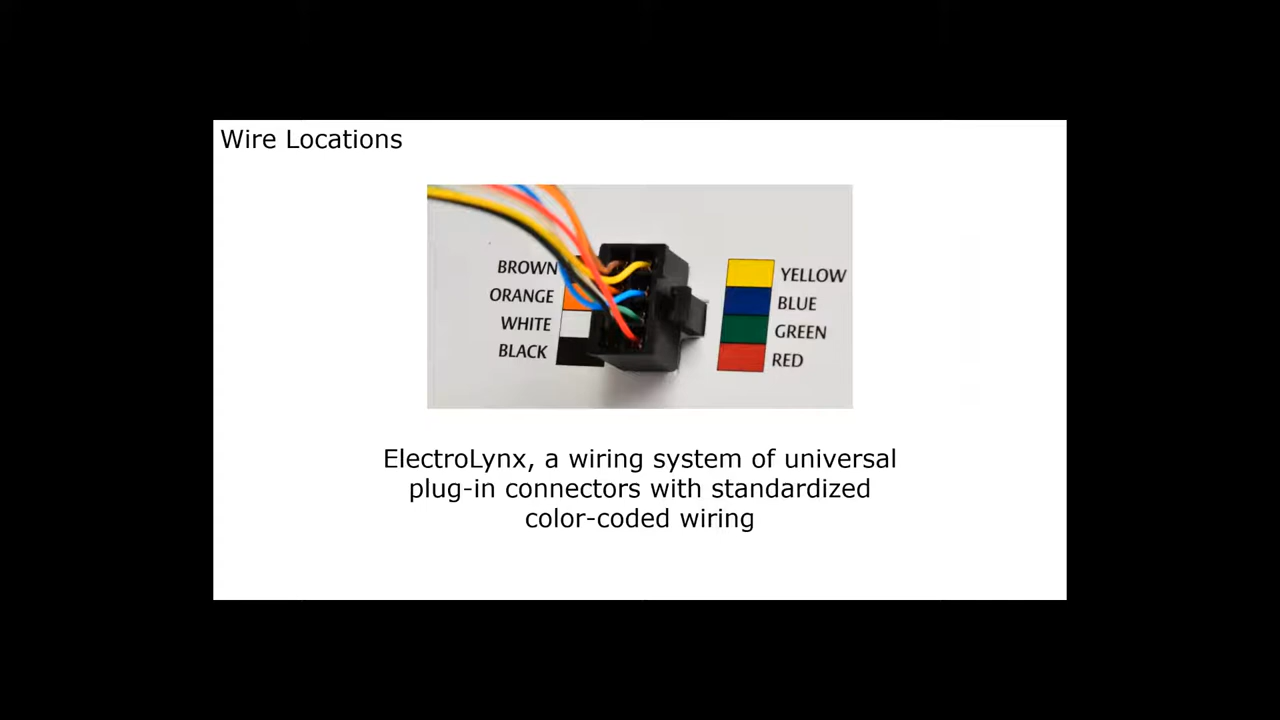 Wire Locations
BROWN
ORANGE
WHITE
BLACK
YELLOW
BLUE
GREEN
RED
ElectroLynx, a wiring system of universal
plug-in connectors with standardized
color-coded wiring